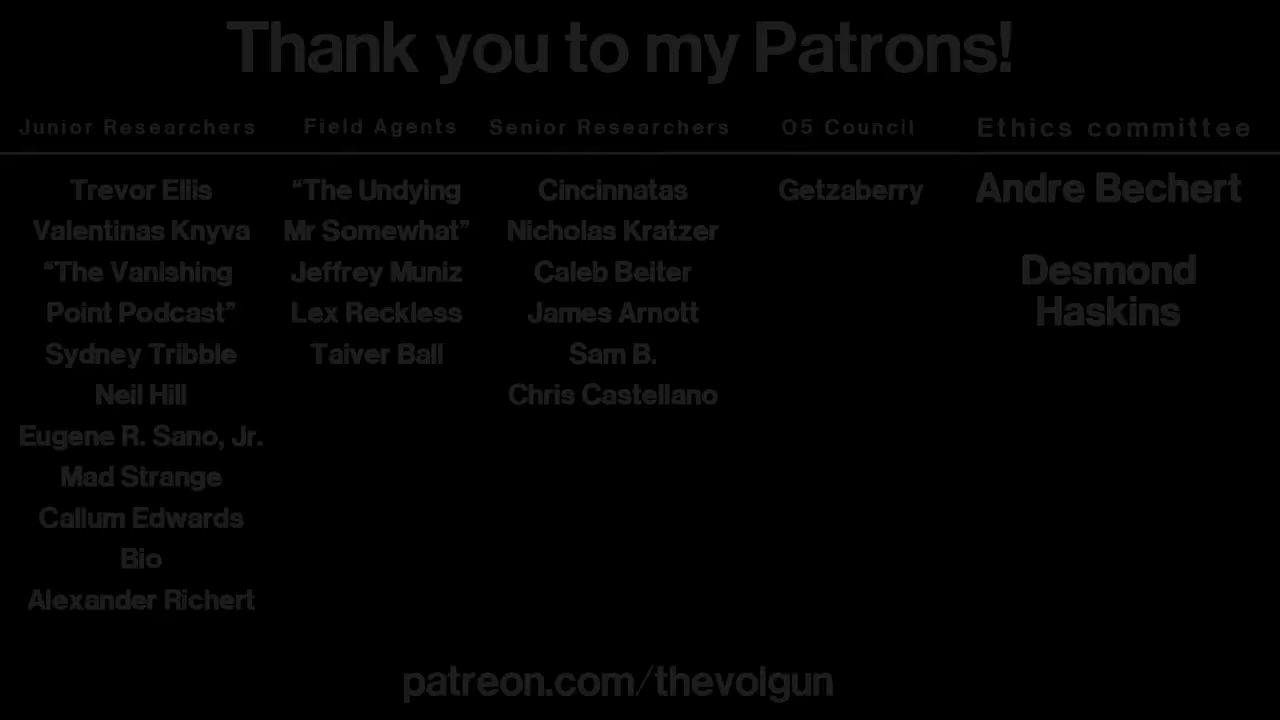 Thank you to my Patrons!
Junior Researchers
Trevor Ellis
Valentinas Knyva
“The Vanishing
Point Podcast”
Sydney Tribble
Neil Hill
Eugene R. Sano, Jr.
Mad Strange
Callum Edwards
Bio
Alexander Richert
Field Agents
“The Undying
Mr Somewhat”
Jeffrey Muniz
Lex Reckless
Taiver Ball
Senior Researchers
Cincinnatas
Nicholas Kratzer
Caleb Beiter
James Arnott
Sam B.
Chris Castellano
O5 Council
Getzaberry
Ethics committee
Andre Bechert
Desmond
Haskins
patreon.com/thevolgun